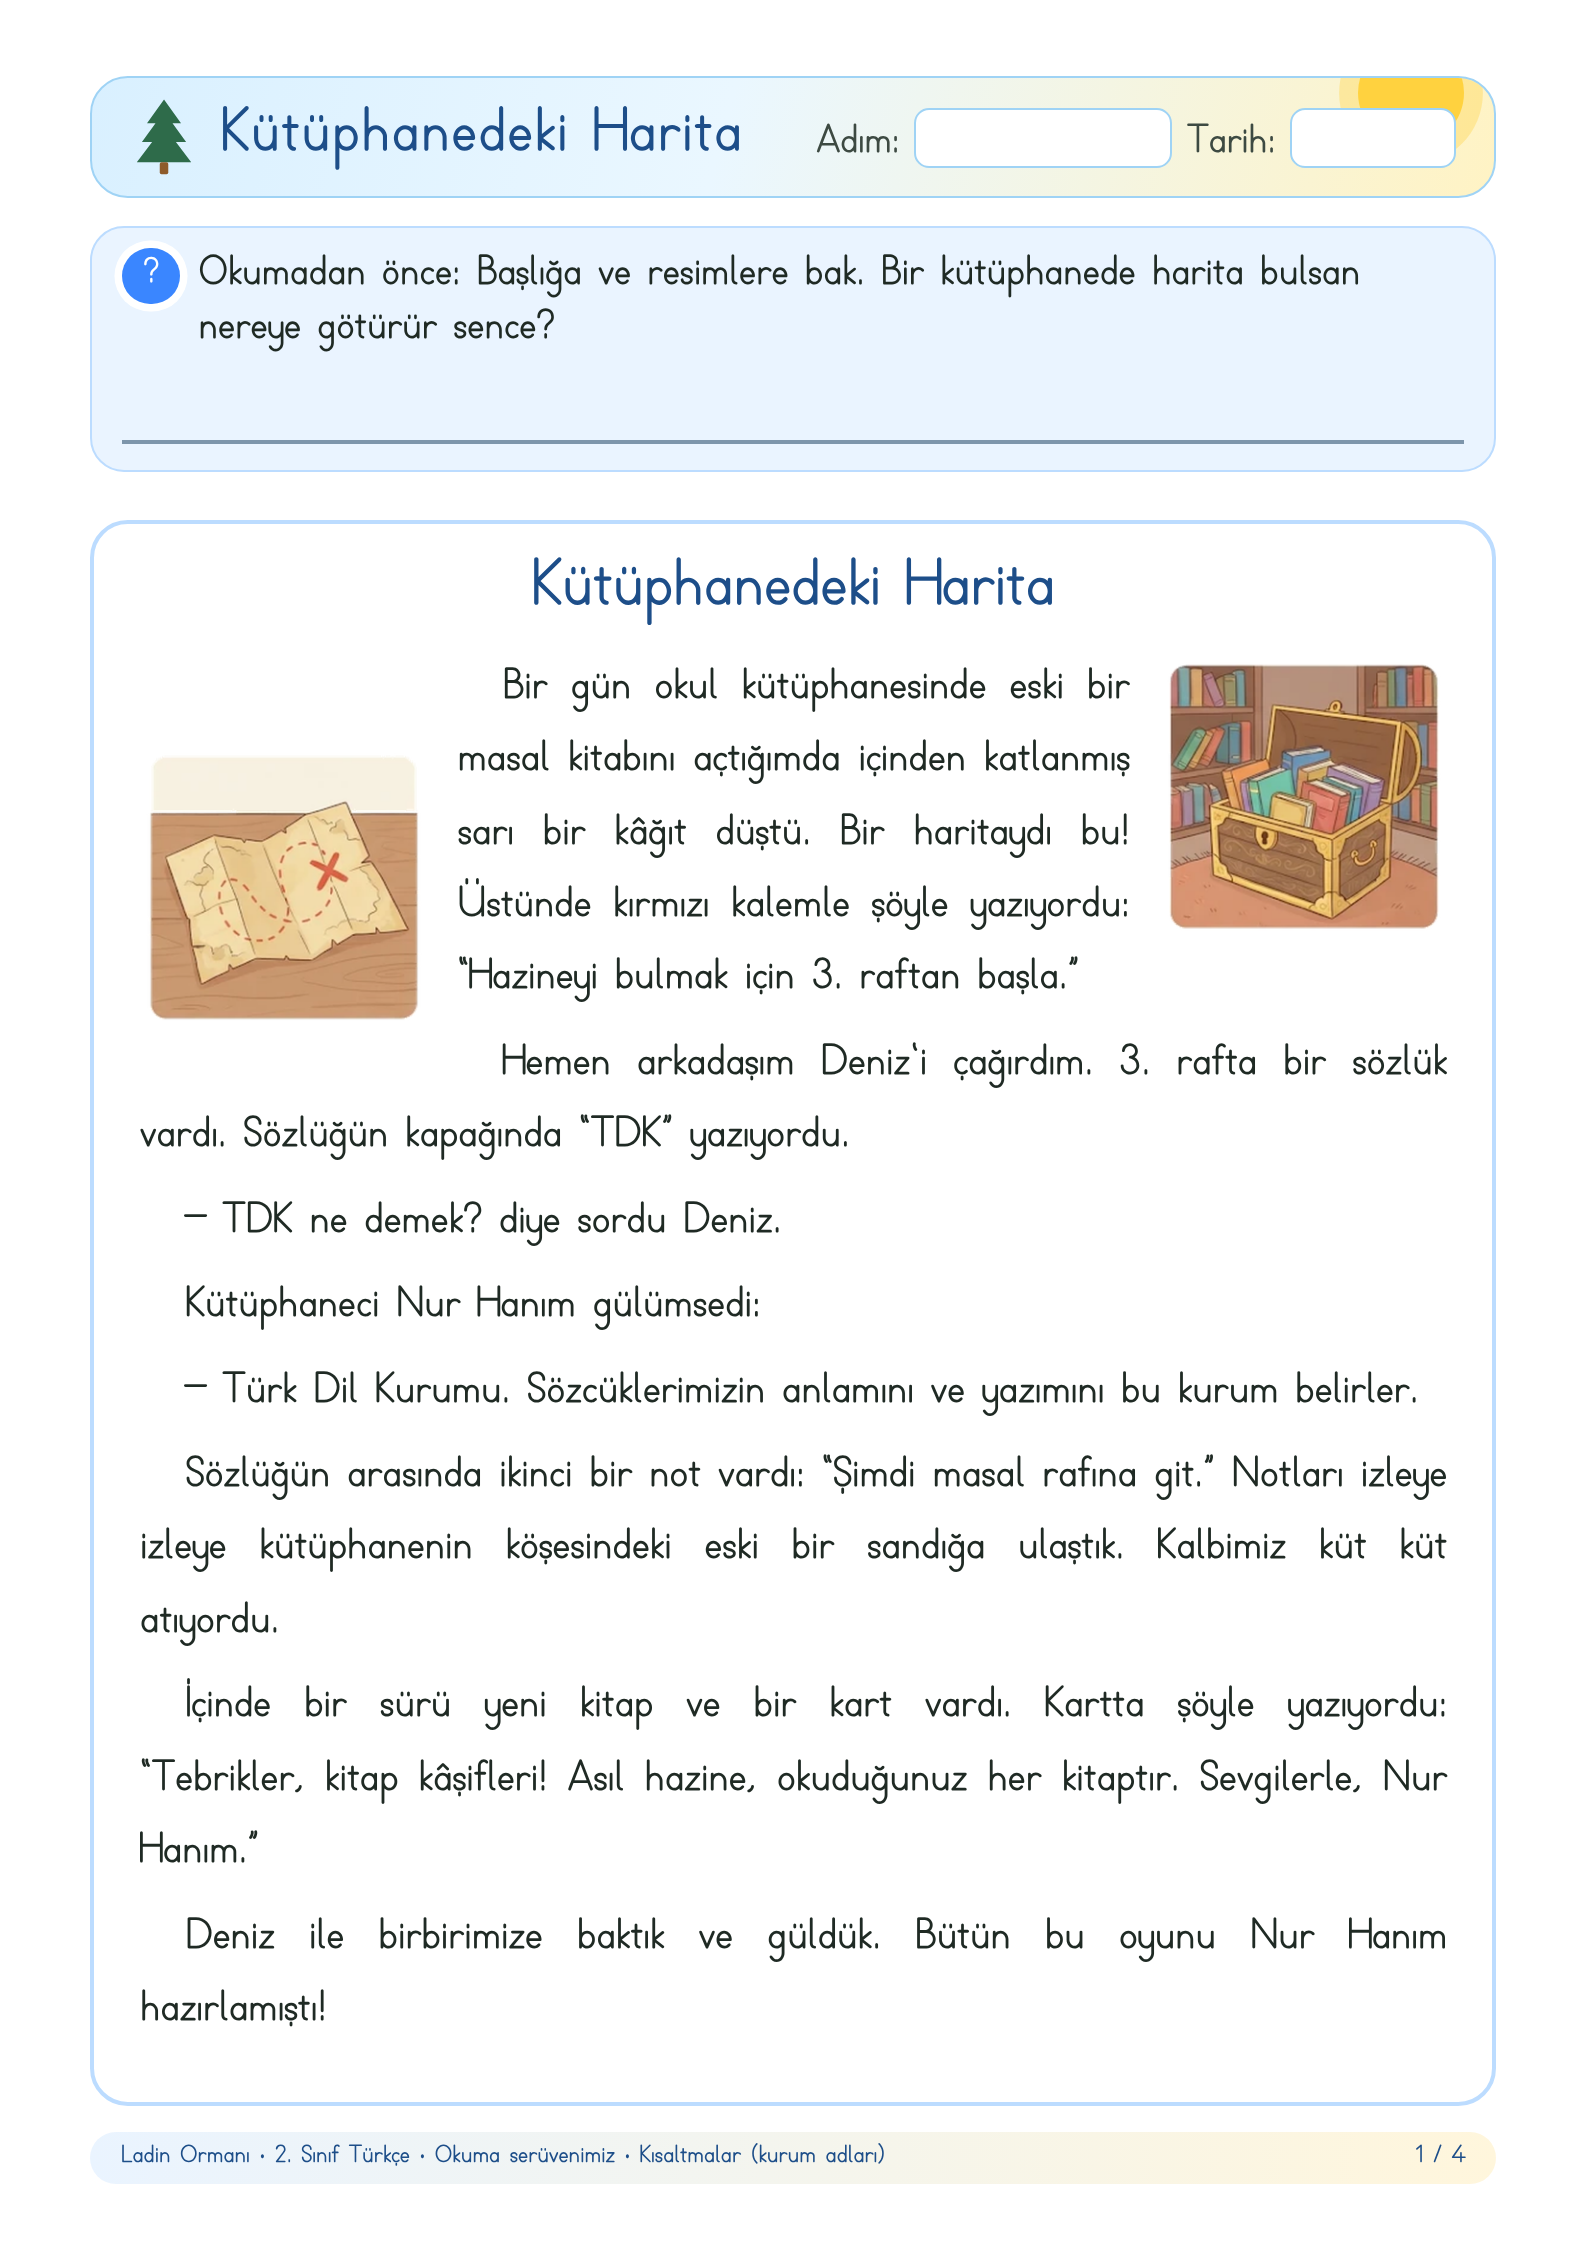 Kütüphanedeki Harita
Adım:
Tarih:
?
Okumadan önce: Başlığa ve resimlere bak. Bir kütüphanede harita bulsan
nereye götürür sence?
Kütüphanedeki Harita
Bir gün okul kütüphanesinde eski bir
masal kitabını açtığımda içinden katlanmış
sarı bir kâğıt düştü. Bir haritaydı bu!
Üstünde kırmızı kalemle şöyle yazıyordu:
“Hazineyi bulmak için 3. raftan başla.”
Hemen arkadaşım Deniz‘i çağırdım. 3. rafta bir sözlük
vardı. Sözlüğün kapağında “TDK” yazıyordu.
– TDK ne demek? diye sordu Deniz.
Kütüphaneci Nur Hanım gülümsedi:
– Türk Dil Kurumu. Sözcüklerimizin anlamını ve yazımını bu kurum belirler.
Sözlüğün arasında ikinci bir not vardı: “Şimdi masal rafına git.” Notları izleye
izleye kütüphanenin köşesindeki eski bir sandığa ulaştık. Kalbimiz küt küt
atıyordu.
İçinde bir sürü yeni kitap ve bir kart vardı. Kartta şöyle yazıyordu:
“Tebrikler, kitap kâşifleri! Asıl hazine, okuduğunuz her kitaptır. Sevgilerle, Nur
Hanım.”
Deniz ile birbirimize baktık ve güldük. Bütün bu oyunu Nur Hanım
hazırlamıştı!
Ladin Ormanı • 2. Sınıf Türkçe • Okuma serüvenimiz • Kısaltmalar (kurum adları)
1 / 4